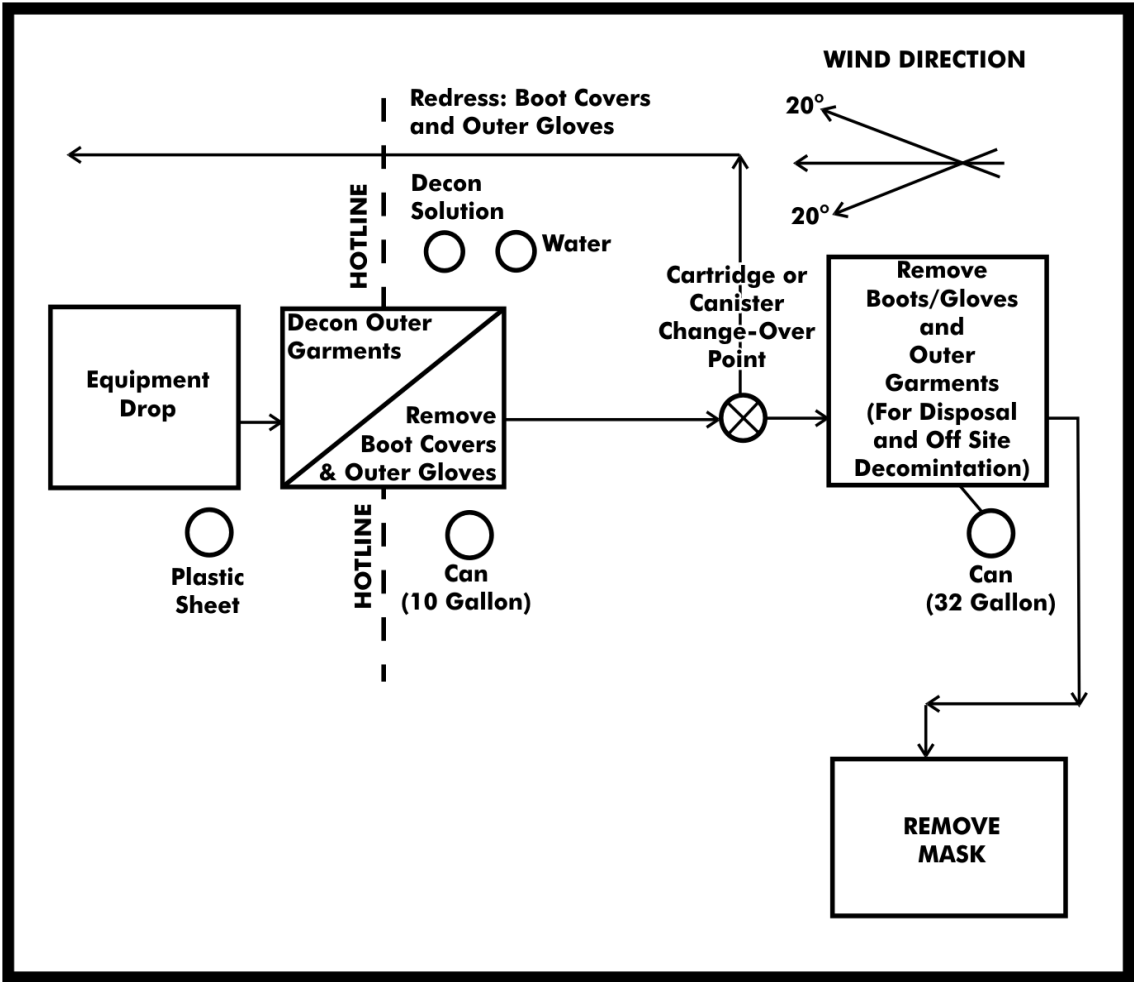 WIND DIRECTION
20°
20°
Redress: Boot Covers
and Outer Gloves
HOTLINE
Decon
Solution
Water
Equipment
Drop
Decon Outer
Garments
Remove
Boot Covers
& Outer Gloves
Cartridge or
Canister
Change-Over
Point
Remove
Boots/Gloves
and
Outer
Garments
(For Disposal
and Off Site
Decomintation)
Plastic
Sheet
HOTLINE
Can
(10 Gallon)
Can
(32 Gallon)
REMOVE
MASK